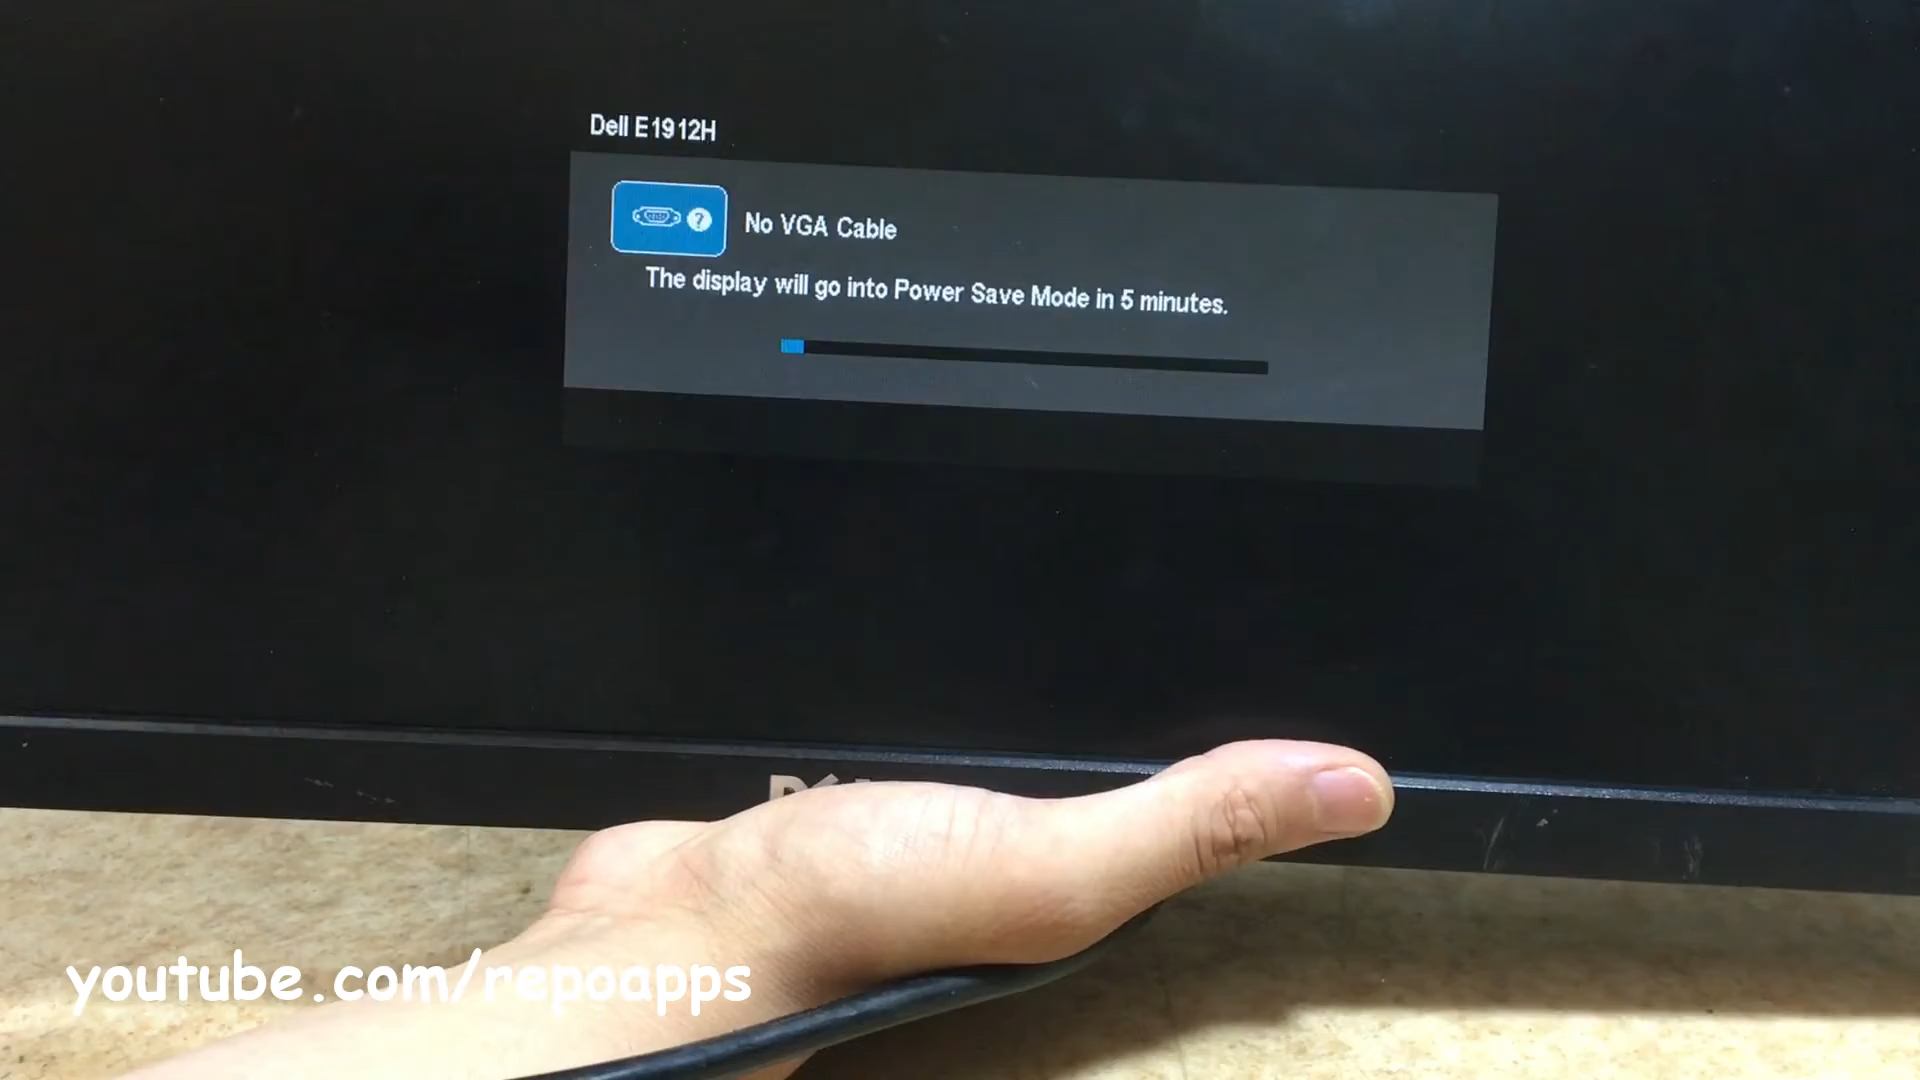 Dell E1912H
No VGA Cable
The display will go into Power Save Mode in 5 minutes.
youtube.com/repoapps